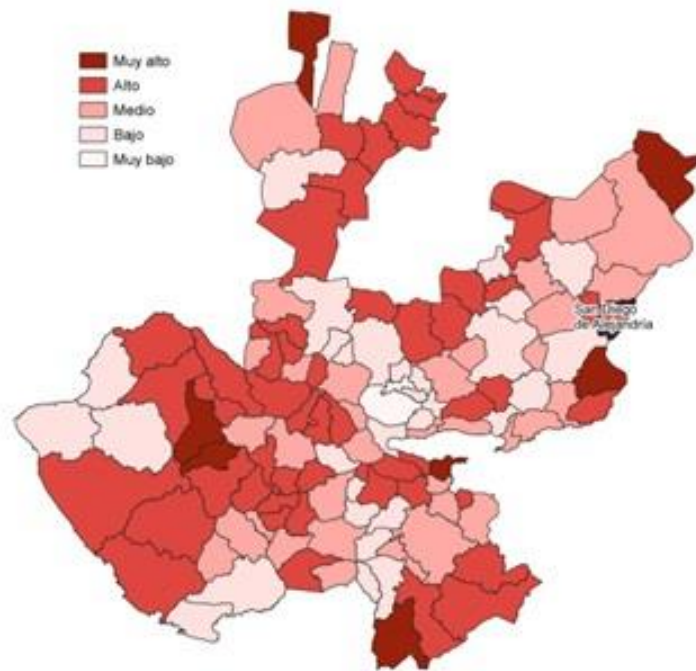 Muy alto
Alto
Medio
Bajo
Muy bajo
San Diego
de Alejandría